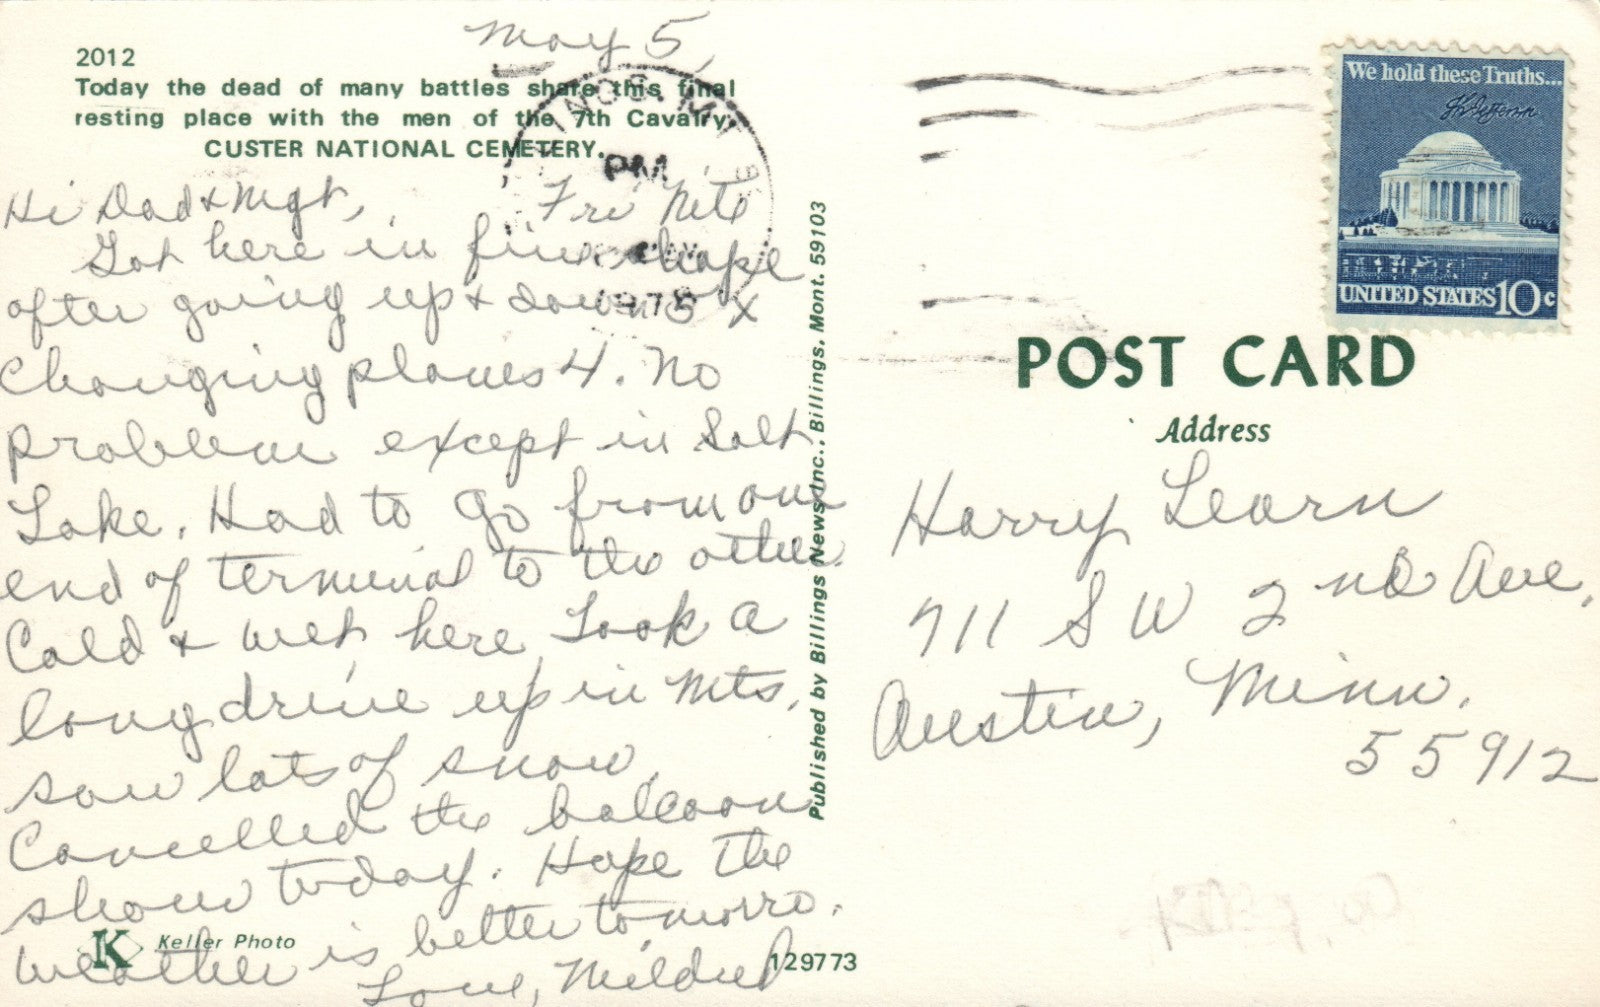 May 5,
2012
Today the dead of many battles share this final
resting place with the men of the 7th Cavalry.
CUSTER NATIONAL CEMETERY.
PM
1975
Hi Dad & Mgt, Fri Nite
Got here in fine shape
after going up & down 5 X
Changing planes 4. No
problem except in Salt
Lake. Had to go from one
end of terminal to the other.
Cold & wet here Took a
long drive up in Mts,
saw lots of snow.
Cancelled the balloon
show today. Hope the
weather is better tomorro.
Love, Mildred
K Keller Photo
129773
Published by Billings News, Inc., Billings, Mont. 59103
We hold these Truths...
Th Jefferson
UNITED STATES 10c
POST CARD
Address
Harry Learn
711 S W 2nd Ave,
Austin, Minn.
55912